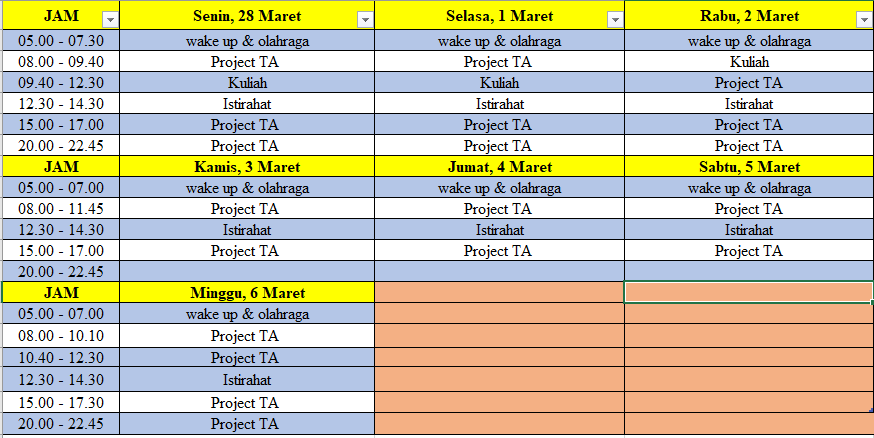 JAM Senin, 28 Maret Selasa, 1 Maret Rabu, 2 Maret
05.00 - 07.30 wake up & olahraga wake up & olahraga wake up & olahraga
08.00 - 09.40 Project TA Project TA Kuliah
09.40 - 12.30 Kuliah Kuliah Project TA
12.30 - 14.30 Istirahat Istirahat Istirahat
15.00 - 17.00 Project TA Project TA Project TA
20.00 - 22.45 Project TA Project TA Project TA
JAM Kamis, 3 Maret Jumat, 4 Maret Sabtu, 5 Maret
05.00 - 07.00 wake up & olahraga wake up & olahraga wake up & olahraga
08.00 - 11.45 Project TA Project TA Project TA
12.30 - 14.30 Istirahat Istirahat Istirahat
15.00 - 17.00 Project TA Project TA Project TA
20.00 - 22.45
JAM Minggu, 6 Maret
05.00 - 07.00 wake up & olahraga
08.00 - 10.10 Project TA
10.40 - 12.30 Project TA
12.30 - 14.30 Istirahat
15.00 - 17.30 Project TA
20.00 - 22.45 Project TA